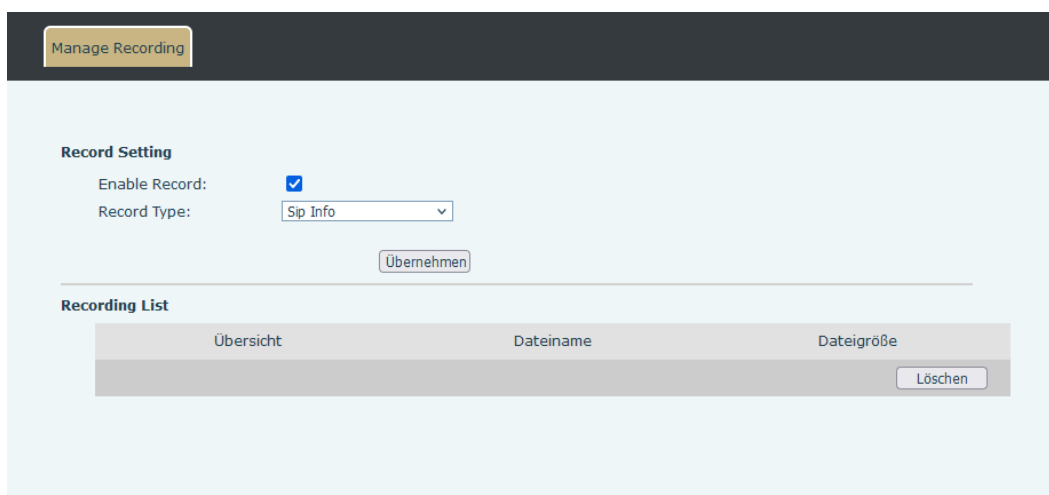 Manage Recording
Record Setting
Enable Record:
Record Type: Sip Info
Übernehmen
Recording List
Übersicht Dateiname Dateigröße
Löschen